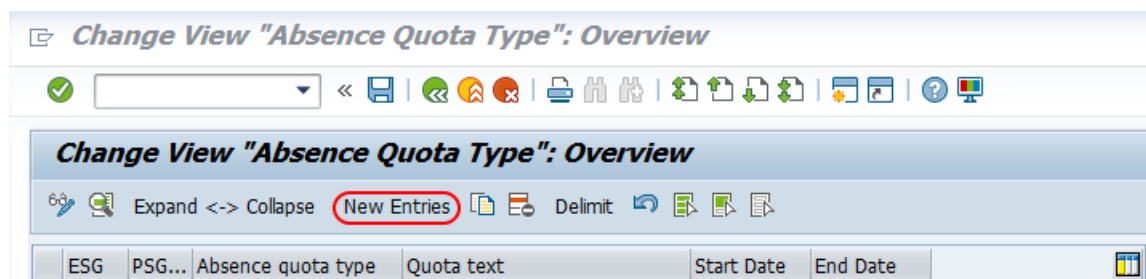 Change View "Absence Quota Type": Overview
«
Change View "Absence Quota Type": Overview
Expand <-> Collapse New Entries Delimit
ESG PSG... Absence quota type Quota text Start Date End Date